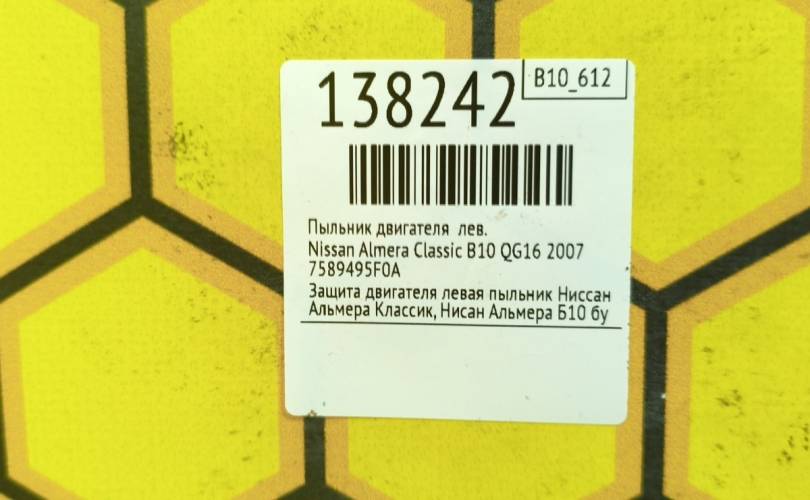 138242
B10_612
Пыльник двигателя лев.
Nissan Almera Classic B10 QG16 2007
7589495F0A
Защита двигателя левая пыльник Ниссан
Альмера Классик, Нисан Альмера Б10 бу